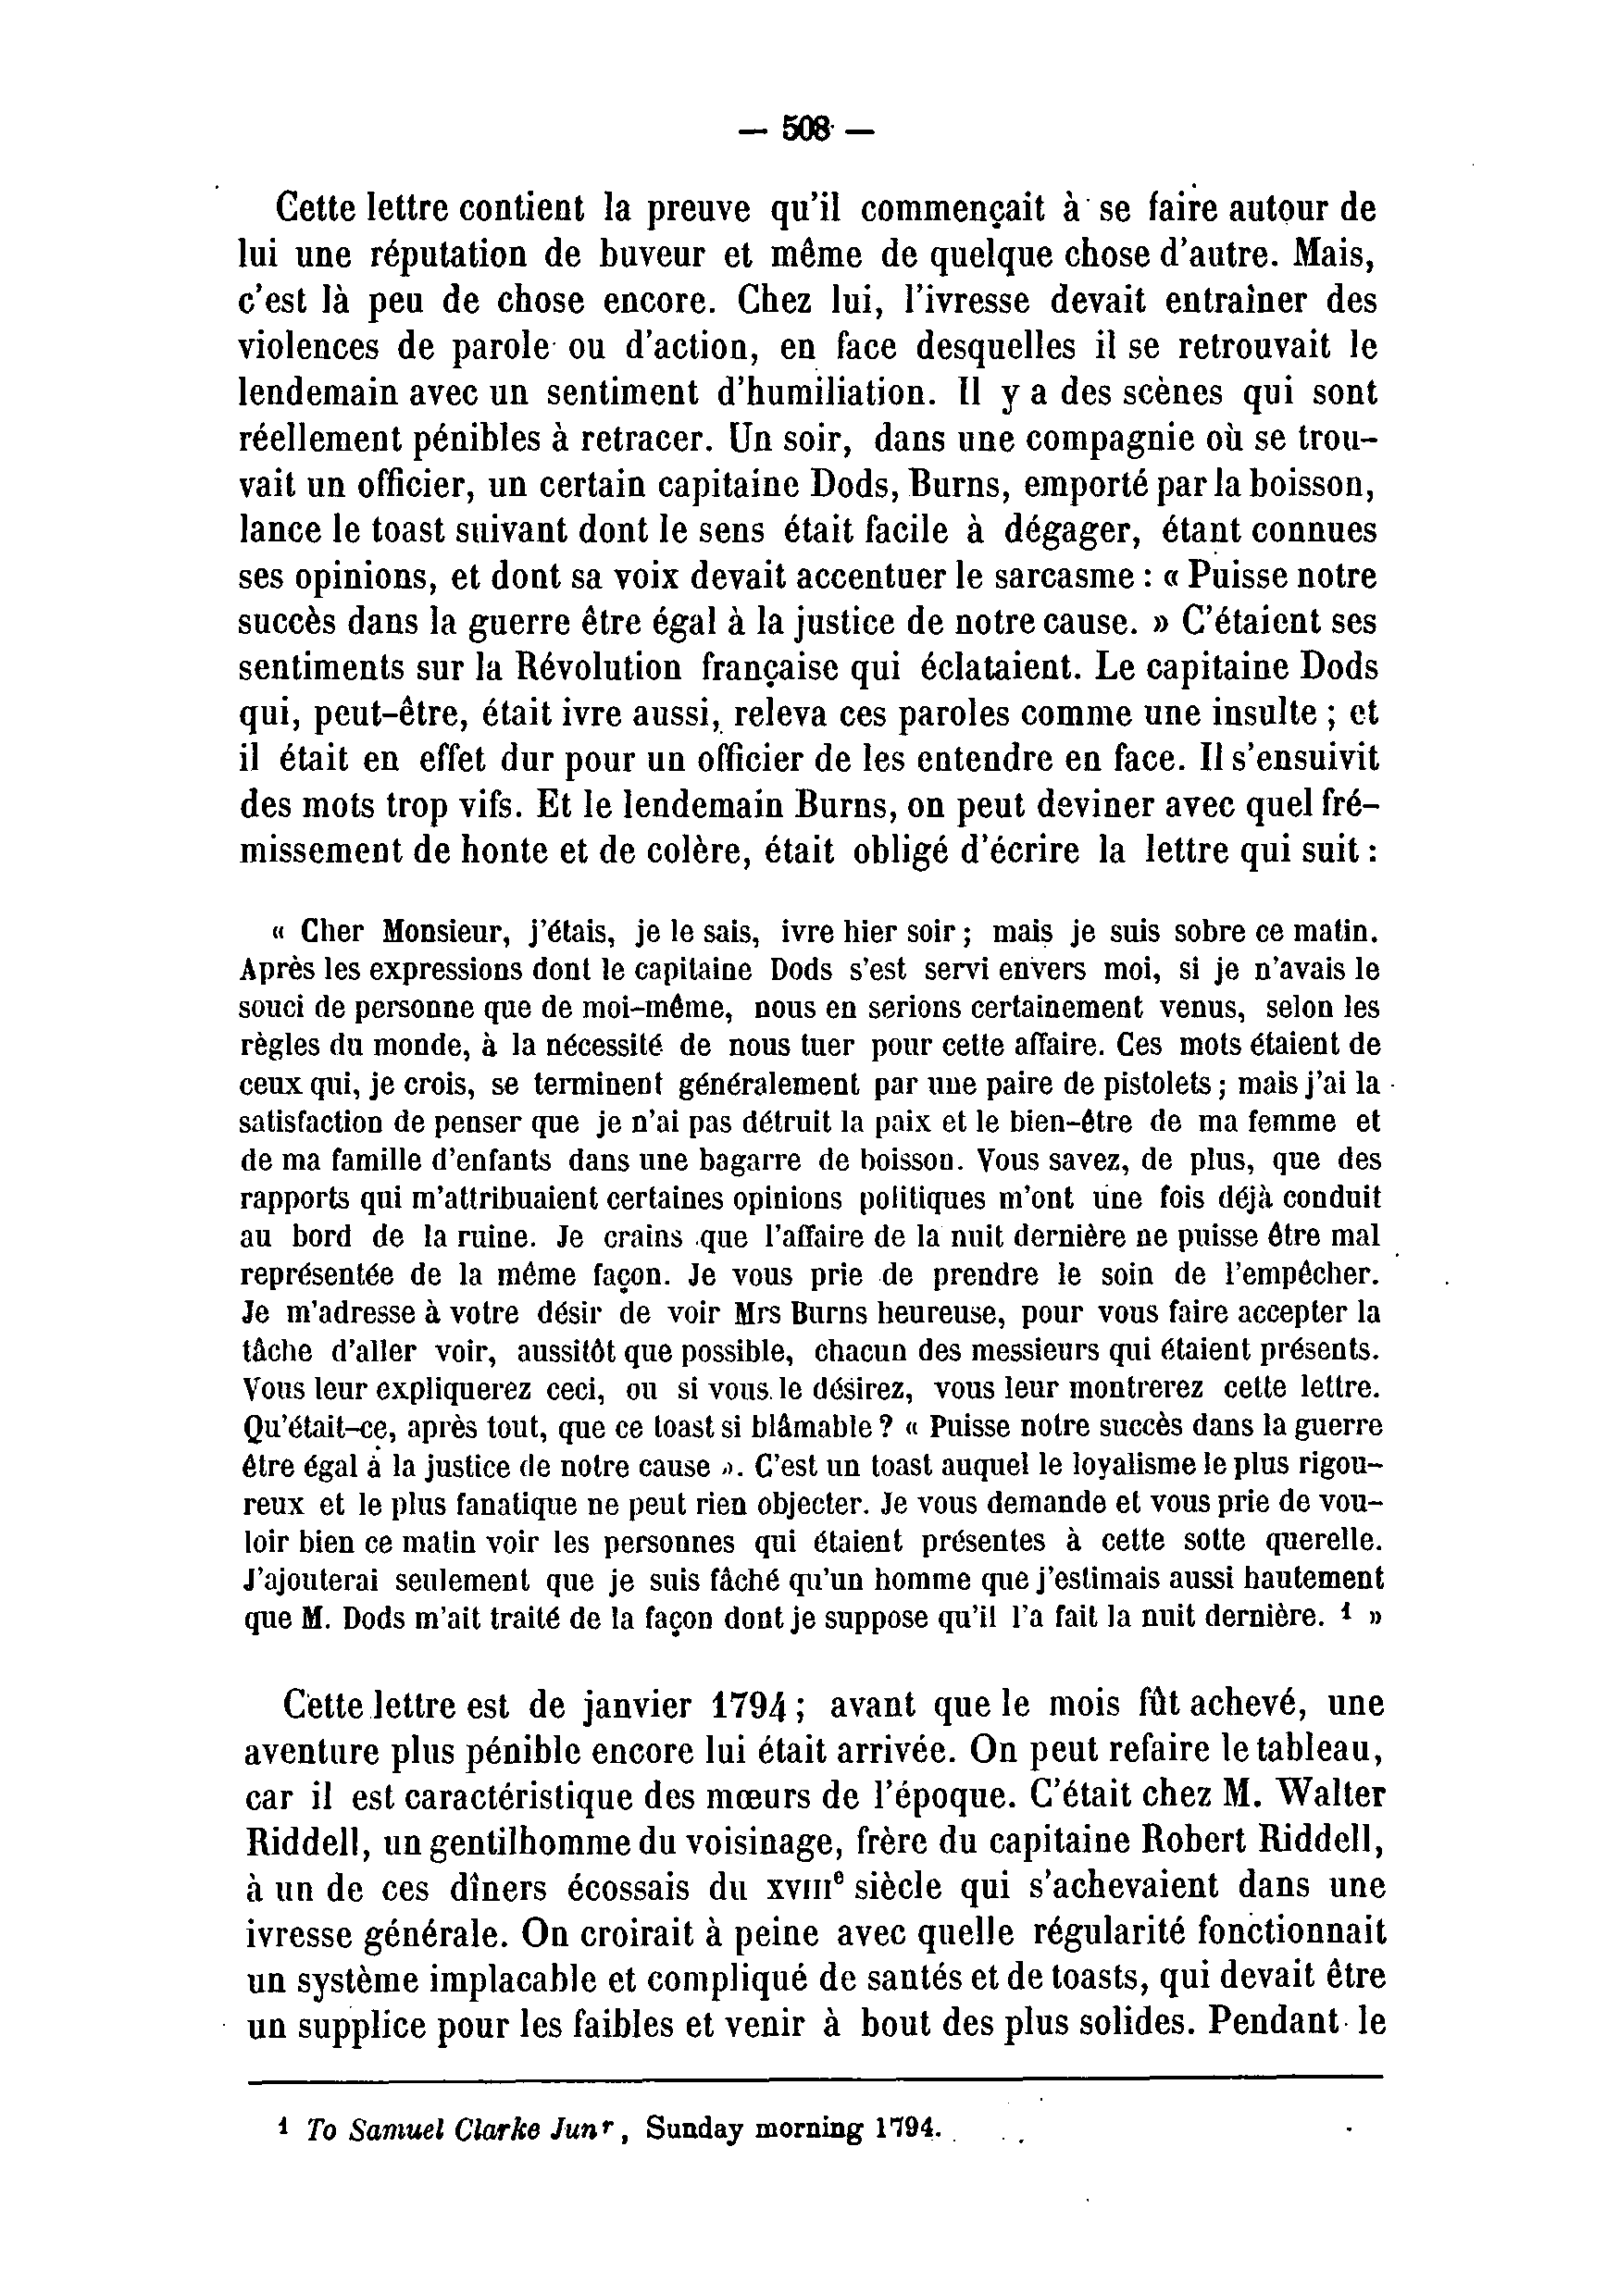 — 508 —
Cette lettre contient la preuve qu'il commençait à se faire autour de
lui une réputation de buveur et même de quelque chose d'autre. Mais,
c'est là peu de chose encore. Chez lui, l'ivresse devait entraîner des
violences de parole ou d'action, en face desquelles il se retrouvait le
lendemain avec un sentiment d'humiliation. Il y a des scènes qui sont
réellement pénibles à retracer. Un soir, dans une compagnie où se trou-
vait un officier, un certain capitaine Dods, Burns, emporté par la boisson,
lance le toast suivant dont le sens était facile à dégager, étant connues
ses opinions, et dont sa voix devait accentuer le sarcasme : « Puisse notre
succès dans la guerre être égal à la justice de notre cause. » C'étaient ses
sentiments sur la Révolution française qui éclataient. Le capitaine Dods
qui, peut-être, était ivre aussi, releva ces paroles comme une insulte ; et
il était en effet dur pour un officier de les entendre en face. Il s'ensuivit
des mots trop vifs. Et le lendemain Burns, on peut deviner avec quel fré-
missement de honte et de colère, était obligé d'écrire la lettre qui suit :
« Cher Monsieur, j'étais, je le sais, ivre hier soir ; mais je suis sobre ce matin.
Après les expressions dont le capitaine Dods s'est servi envers moi, si je n'avais le
souci de personne que de moi-même, nous en serions certainement venus, selon les
règles du monde, à la nécessité de nous tuer pour cette affaire. Ces mots étaient de
ceux qui, je crois, se terminent généralement par une paire de pistolets ; mais j'ai la
satisfaction de penser que je n'ai pas détruit la paix et le bien-être de ma femme et
de ma famille d'enfants dans une bagarre de boisson. Vous savez, de plus, que des
rapports qui m'attribuaient certaines opinions politiques m'ont une fois déjà conduit
au bord de la ruine. Je crains que l'affaire de la nuit dernière ne puisse être mal
représentée de la même façon. Je vous prie de prendre le soin de l'empêcher.
Je m'adresse à votre désir de voir Mrs Burns heureuse, pour vous faire accepter la
tâche d'aller voir, aussitôt que possible, chacun des messieurs qui étaient présents.
Vous leur expliquerez ceci, ou si vous le désirez, vous leur montrerez cette lettre.
Qu'était-ce, après tout, que ce toast si blâmable ? « Puisse notre succès dans la guerre
être égal à la justice de notre cause ». C'est un toast auquel le loyalisme le plus rigou-
reux et le plus fanatique ne peut rien objecter. Je vous demande et vous prie de vou-
loir bien ce matin voir les personnes qui étaient présentes à cette sotte querelle.
J'ajouterai seulement que je suis fâché qu'un homme que j'estimais aussi hautement
que M. Dods m'ait traité de la façon dont je suppose qu'il l'a fait la nuit dernière. ¹ »
Cette lettre est de janvier 1794 ; avant que le mois fût achevé, une
aventure plus pénible encore lui était arrivée. On peut refaire le tableau,
car il est caractéristique des mœurs de l'époque. C'était chez M. Walter
Riddell, un gentilhomme du voisinage, frère du capitaine Robert Riddell,
à un de ces dîners écossais du XVIIIe siècle qui s'achevaient dans une
ivresse générale. On croirait à peine avec quelle régularité fonctionnait
un système implacable et compliqué de santés et de toasts, qui devait être
un supplice pour les faibles et venir à bout des plus solides. Pendant le
¹ To Samuel Clarke Junr, Sunday morning 1794.